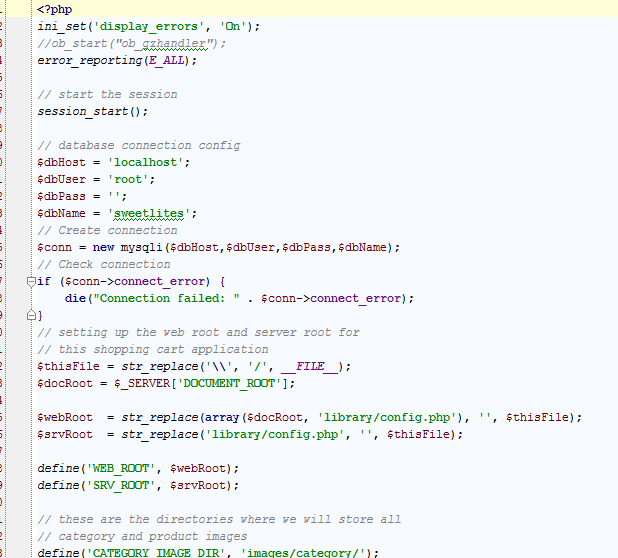 <?php
ini_set('display_errors', 'On');
//ob_start("ob_gzhandler");
error_reporting(E_ALL);
// start the session
session_start();
// database connection config
$dbHost = 'localhost';
$dbUser = 'root';
$dbPass = '';
$dbName = 'sweetlites';
// Create connection
$conn = new mysqli($dbHost,$dbUser,$dbPass,$dbName);
// Check connection
if ($conn->connect_error) {
    die("Connection failed: " . $conn->connect_error);
}
// setting up the web root and server root for
// this shopping cart application
$thisFile = str_replace('\\', '/', __FILE__);
$docRoot = $_SERVER['DOCUMENT_ROOT'];
$webRoot  = str_replace(array($docRoot, 'library/config.php'), '', $thisFile);
$srvRoot  = str_replace('library/config.php', '', $thisFile);
define('WEB_ROOT', $webRoot);
define('SRV_ROOT', $srvRoot);
// these are the directories where we will store all
// category and product images
define('CATEGORY_IMAGE_DIR', 'images/category/');